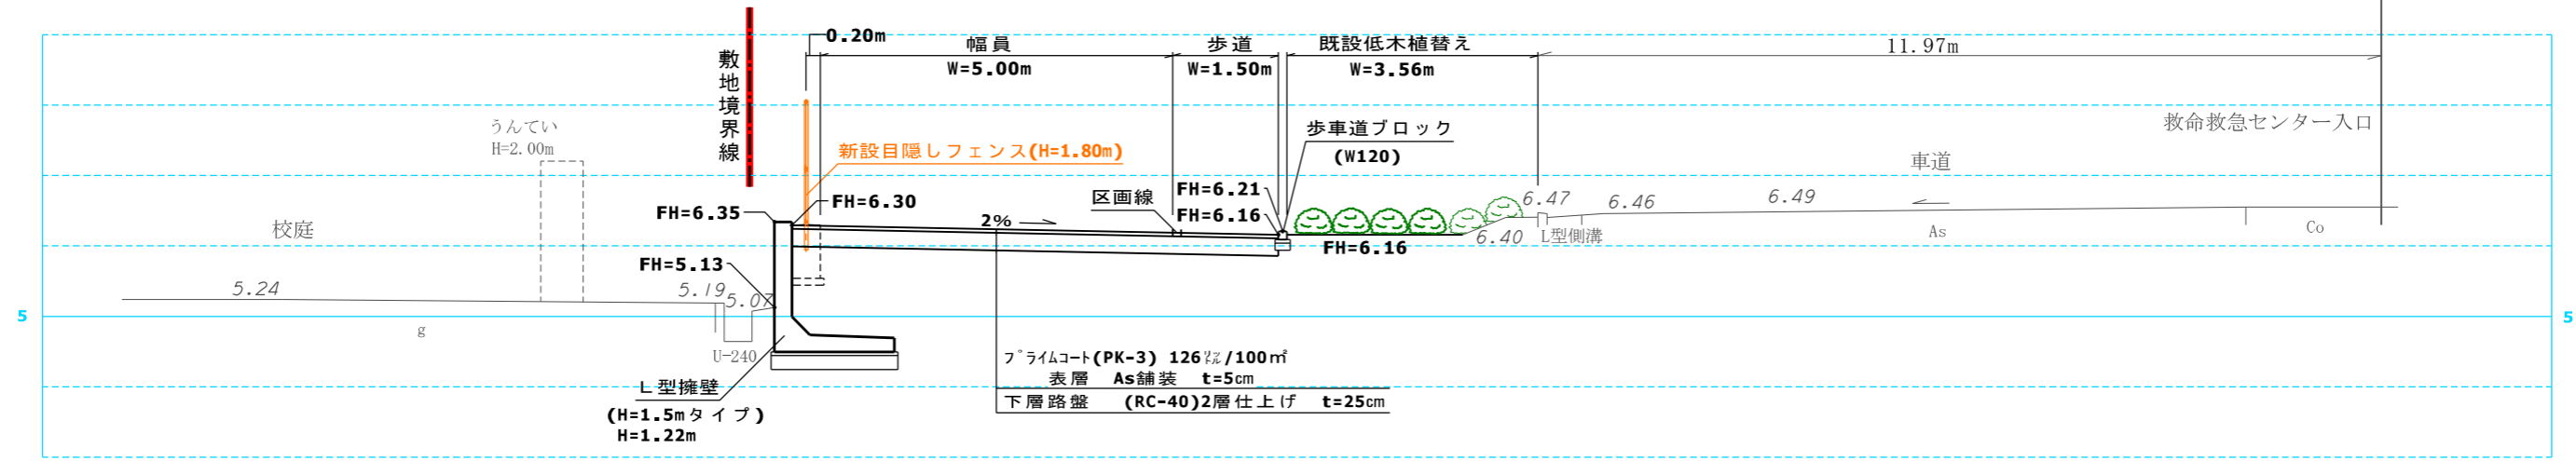 0.20m
幅員
W=5.00m
歩道
W=1.50m
既設低木植替え
W=3.56m
11.97m
敷地境界線
うんてい
H=2.00m
新設目隠しフェンス(H=1.80m)
歩車道ブロック
(W120)
救命救急センター入口
車道
校庭
FH=6.35
FH=6.30
2%
区画線
FH=6.21
FH=6.16
FH=6.16
6.40
6.47
6.46
6.49
L型側溝
As
Co
FH=5.13
5.24
5.19
5.07
5
5
g
U-240
L型擁壁
(H=1.5mタイプ)
H=1.22m
プライムコート(PK-3) 126㍑/100㎡
表層 As舗装 t=5㎝
下層路盤 (RC-40)2層仕上げ t=25㎝